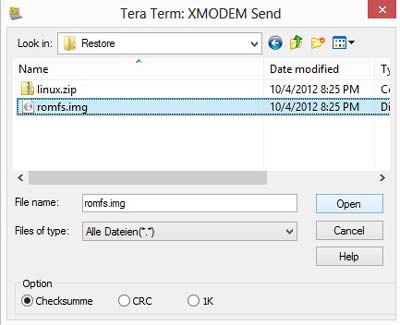 Tera Term: XMODEM Send
Look in: Restore
Name Date modified Ty
linux.zip 10/4/2012 8:25 PM Co
romfs.img 10/4/2012 8:25 PM Di
File name: romfs.img Open
Files of type: Alle Dateien(*.*) Cancel
Help
Option
Checksumme CRC 1K